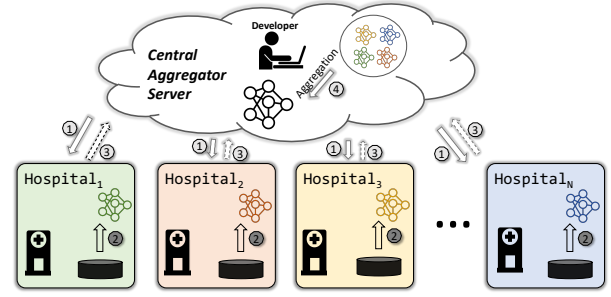 Developer
Central
Aggregator
Server
Aggregation
④
① ③ ① ③ ① ③ ① ③
Hospital₁ Hospital₂ Hospital₃ ... Hospital_N
② ② ② ②